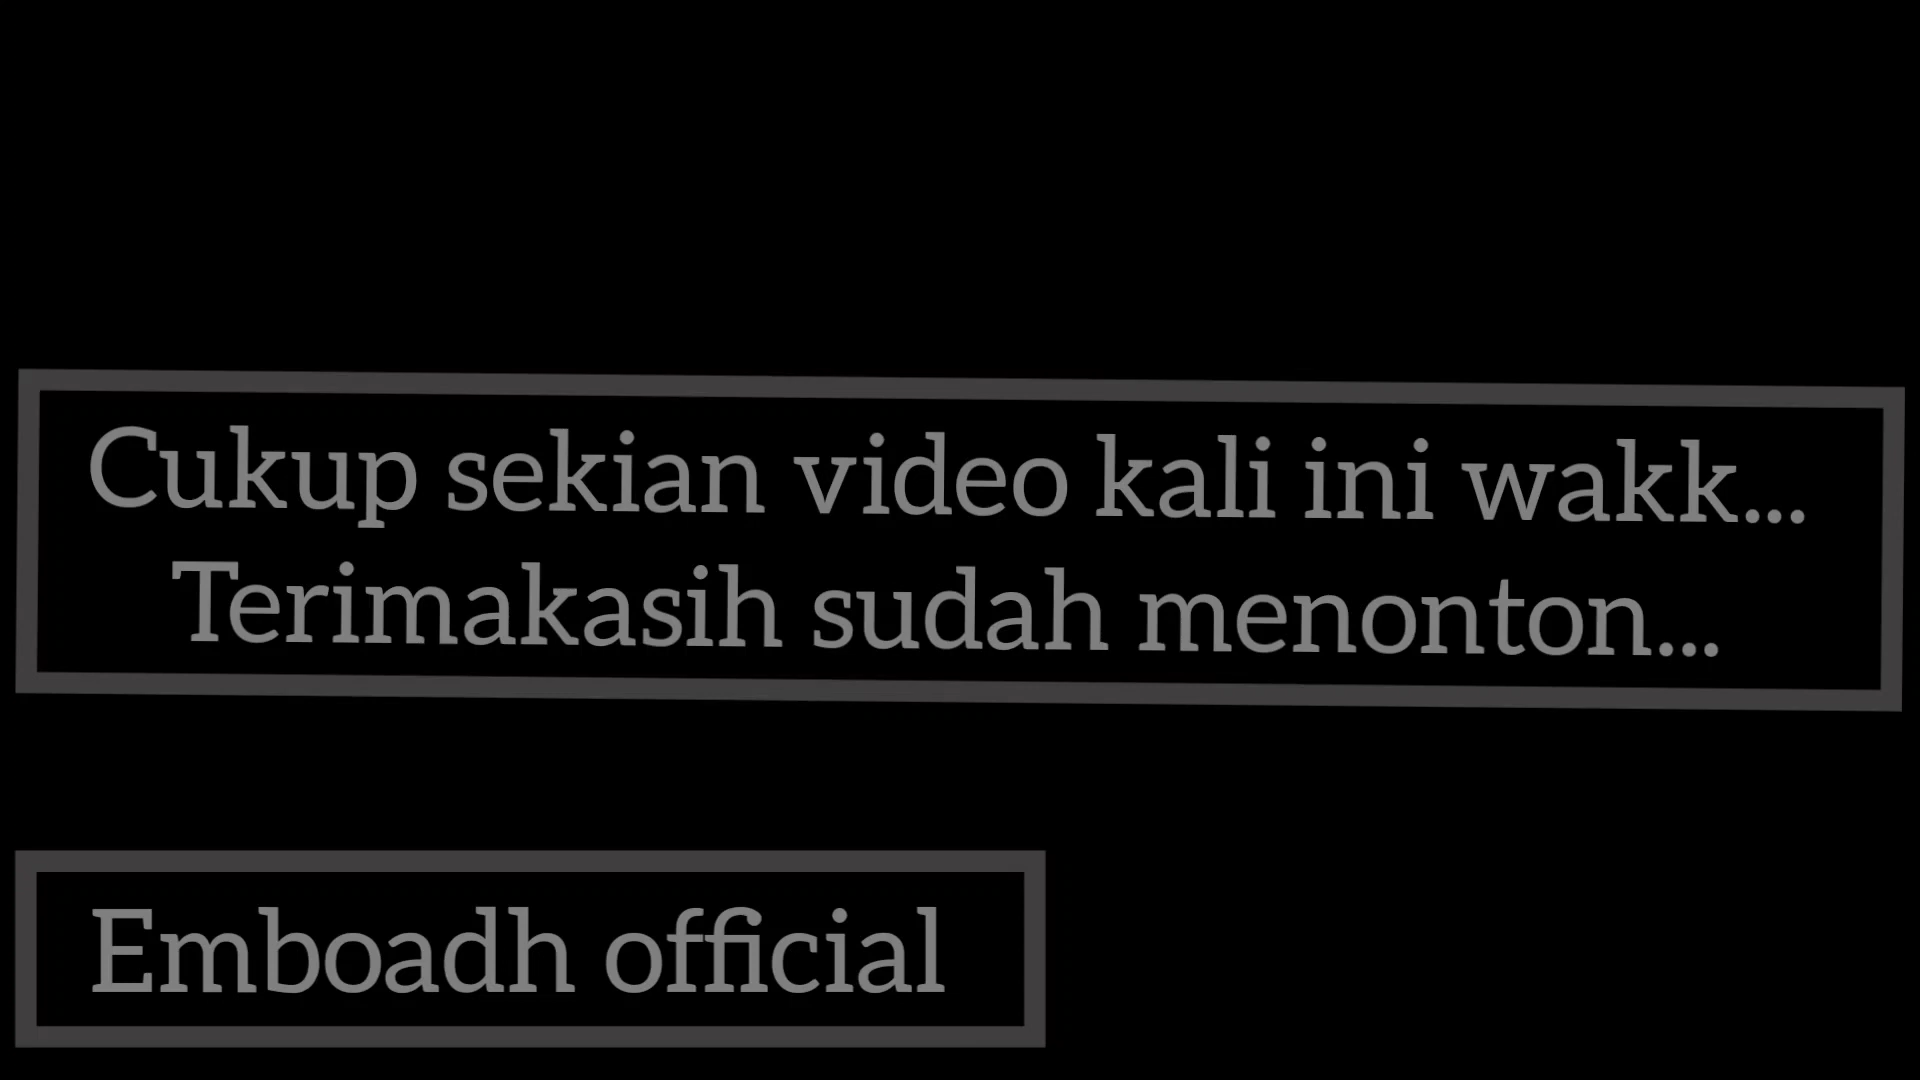 Cukup sekian video kali ini wakk...
Terimakasih sudah menonton...
Emboadh official